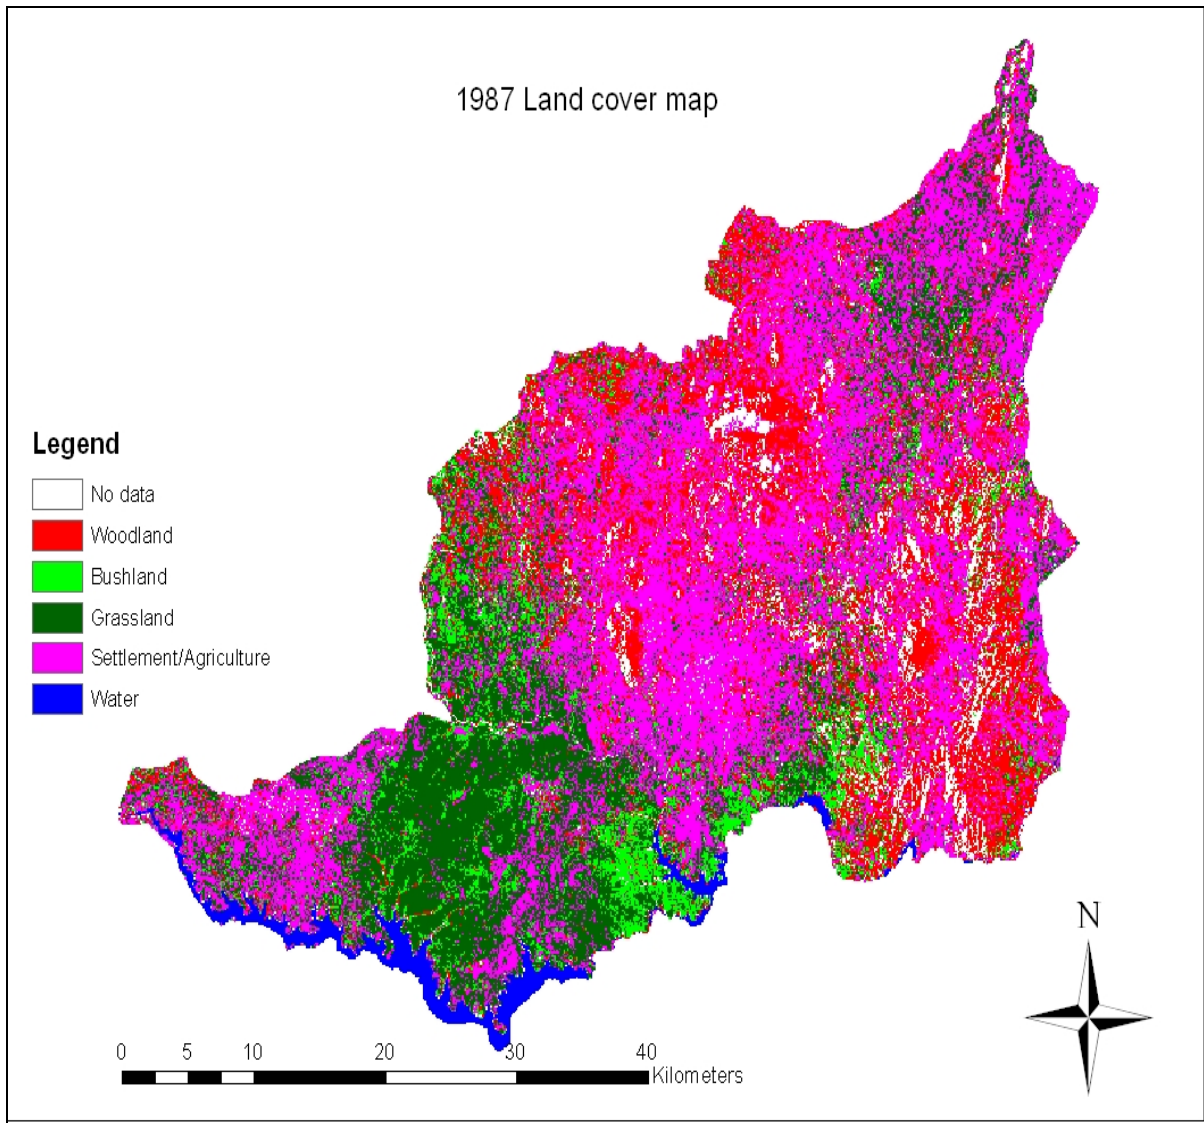 1987 Land cover map
Legend
No data
Woodland
Bushland
Grassland
Settlement/Agriculture
Water
N
0 5 10 20 30 40
Kilometers